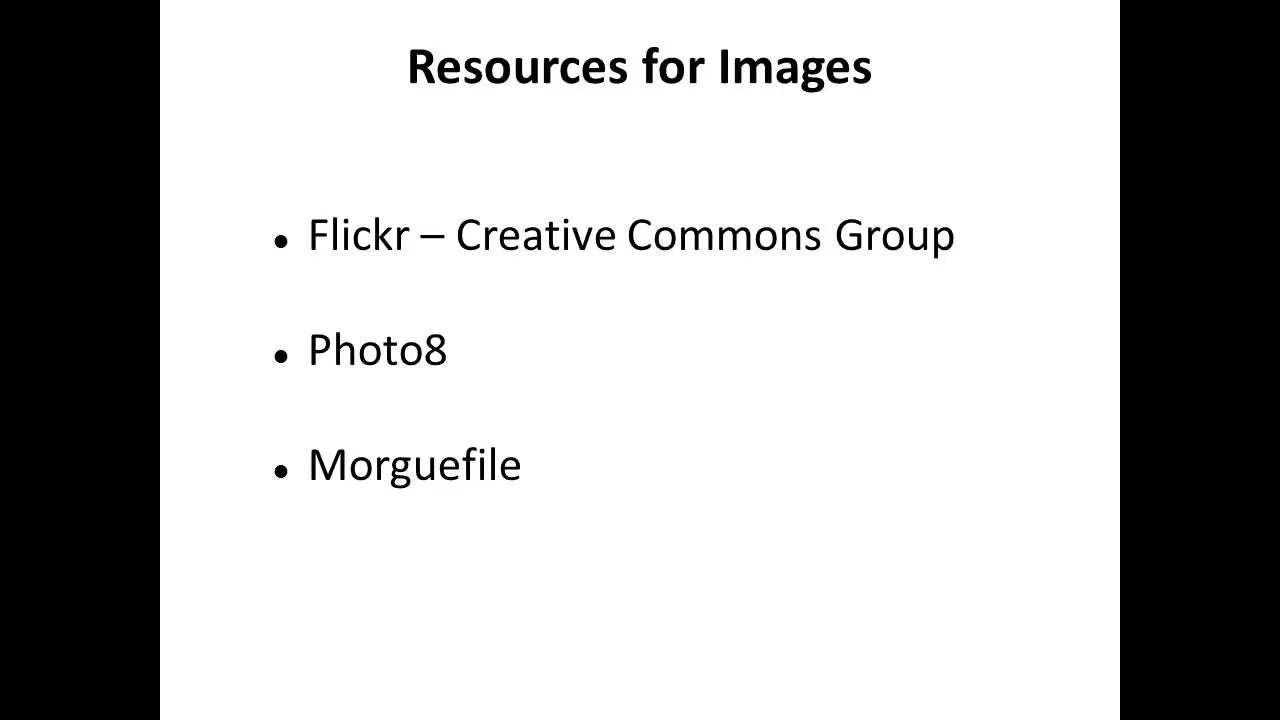 Resources for Images
• Flickr – Creative Commons Group
• Photo8
• Morguefile